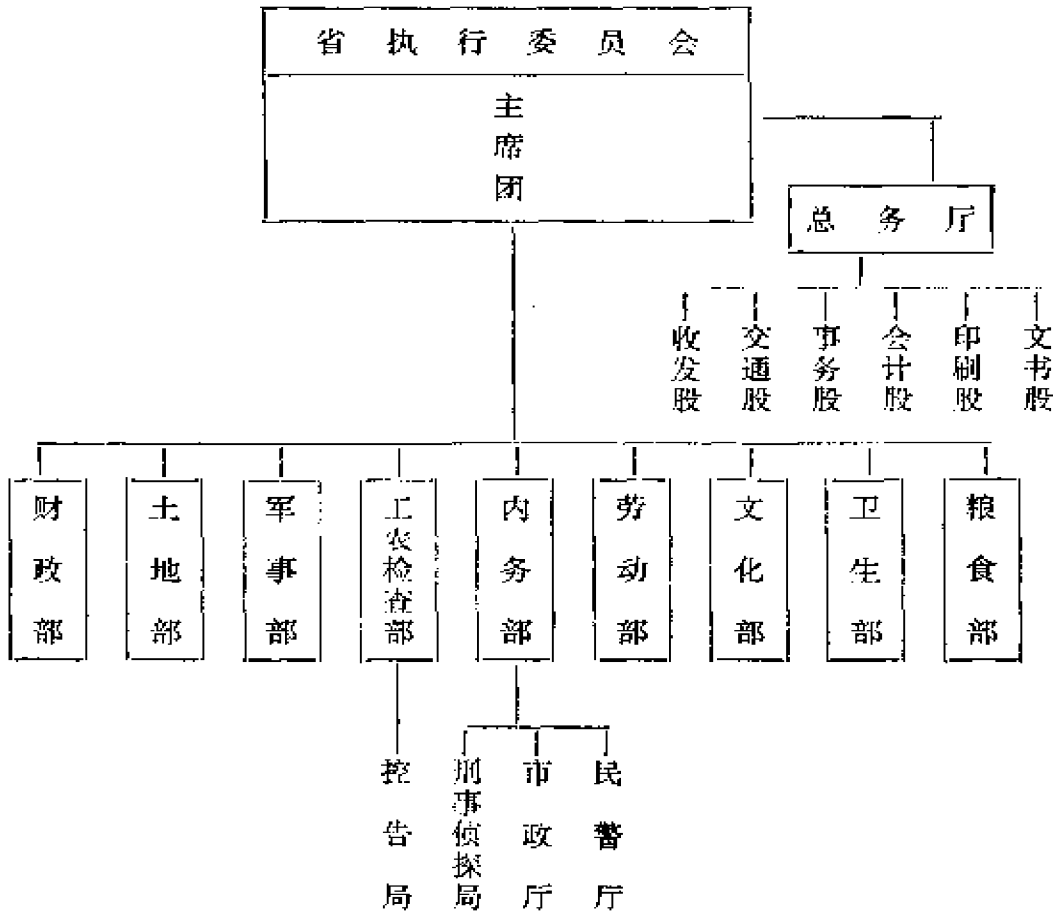 省执行委员会
主席团
总务厅
收发股
交通股
事务股
会计股
印刷股
文书股
财政部
土地部
军事部
工农检查部
内务部
劳动部
文化部
卫生部
粮食部
控告局
刑事侦探局
市政厅
民警厅